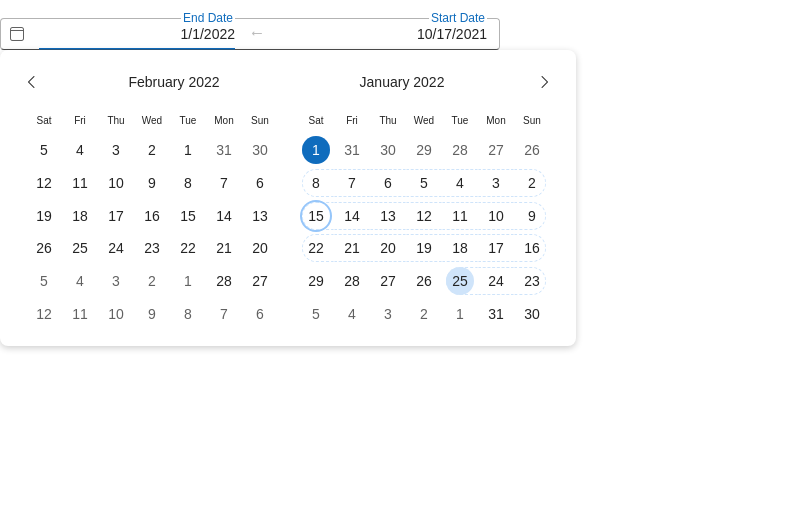 End Date Start Date
1/1/2022 ← 10/17/2021
February 2022 January 2022
Sat Fri Thu Wed Tue Mon Sun Sat Fri Thu Wed Tue Mon Sun
5 4 3 2 1 31 30 1 31 30 29 28 27 26
12 11 10 9 8 7 6 8 7 6 5 4 3 2
19 18 17 16 15 14 13 15 14 13 12 11 10 9
26 25 24 23 22 21 20 22 21 20 19 18 17 16
5 4 3 2 1 28 27 29 28 27 26 25 24 23
12 11 10 9 8 7 6 5 4 3 2 1 31 30